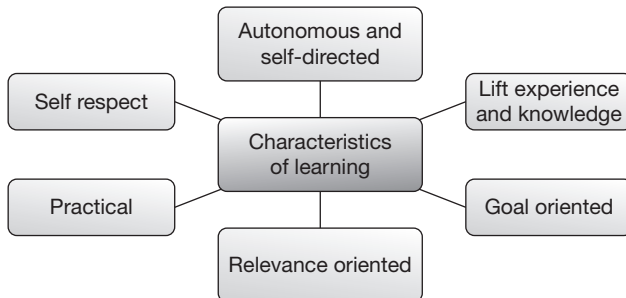 Autonomous and
self-directed
Self respect
Lift experience
and knowledge
Characteristics
of learning
Practical
Goal oriented
Relevance oriented